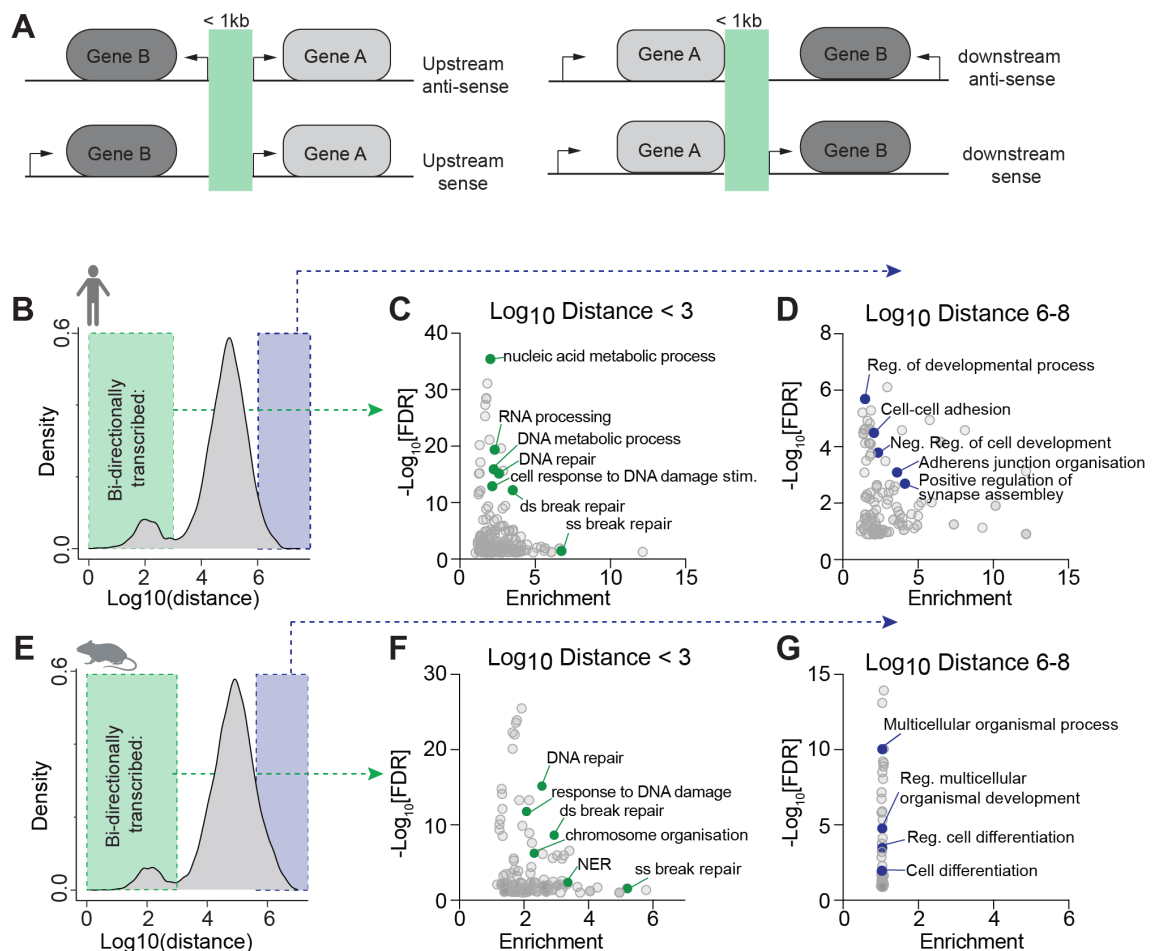 A
< 1kb
< 1kb
Gene B
Gene A
Upstream
anti-sense
Gene A
Gene B
downstream
anti-sense
Gene B
Gene A
Upstream
sense
Gene A
Gene B
downstream
sense
B
0.6
0.0
Density
Bi-directionally
transcribed:
0
2
4
6
Log10(distance)
C
Log10 Distance < 3
40
30
20
10
0
-Log10[FDR]
nucleic acid metabolic process
RNA processing
DNA metabolic process
DNA repair
cell response to DNA damage stim.
ds break repair
ss break repair
0
5
10
15
Enrichment
D
Log10 Distance 6-8
8
6
4
2
0
-Log10[FDR]
Reg. of developmental process
Cell-cell adhesion
Neg. Reg. of cell development
Adherens junction organisation
Positive regulation of
synapse assembley
0
5
10
15
Enrichment
E
0.6
0.0
Density
Bi-directionally
transcribed:
0
2
4
6
Log10(distance)
F
Log10 Distance < 3
30
20
10
0
-Log10[FDR]
DNA repair
response to DNA damage
ds break repair
chromosome organisation
NER
ss break repair
0
2
4
6
Enrichment
G
Log10 Distance 6-8
15
10
5
0
-Log10[FDR]
Multicellular organismal process
Reg. multicellular
organismal development
Reg. cell differentiation
Cell differentiation
0
2
4
6
Enrichment